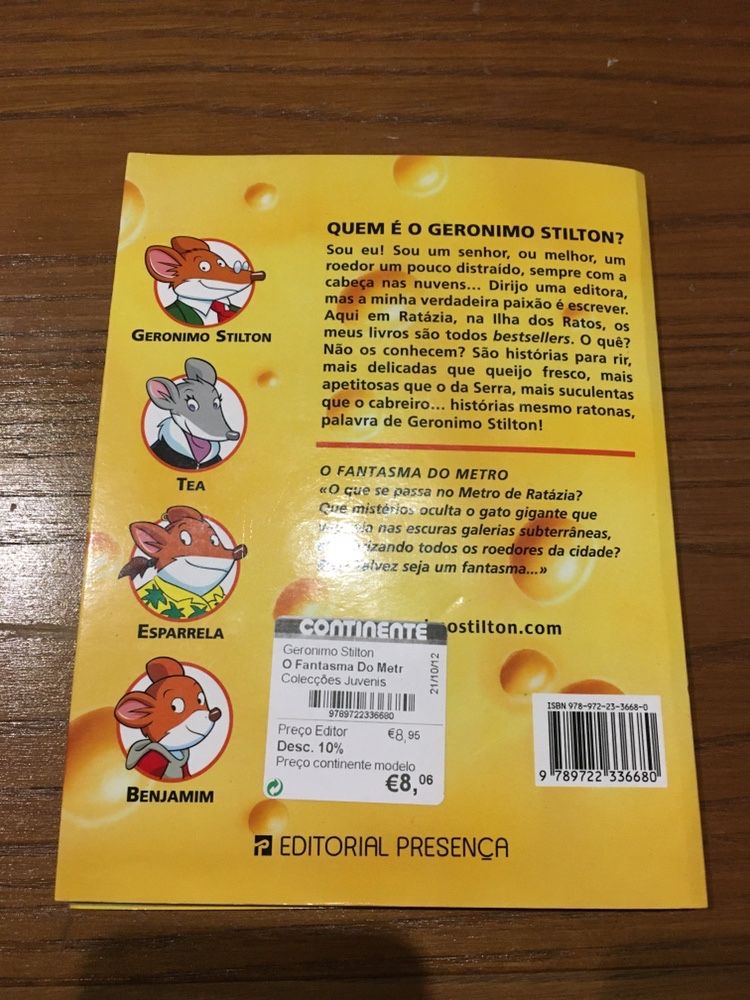 QUEM É O GERONIMO STILTON?
Sou eu! Sou um senhor, ou melhor, um
roedor um pouco distraído, sempre com a
cabeça nas nuvens... Dirijo uma editora,
mas a minha verdadeira paixão é escrever.
Aqui em Ratázia, na Ilha dos Ratos, os
meus livros são todos bestsellers. O quê?
Não os conhecem? São histórias para rir,
mais delicadas que queijo fresco, mais
apetitosas que o da Serra, mais suculentas
que o cabreiro... histórias mesmo ratonas,
palavra de Geronimo Stilton!
GERONIMO STILTON
TEA
ESPARRELA
BENJAMIM
O FANTASMA DO METRO
«O que se passa no Metro de Ratázia?
Que mistérios oculta o gato gigante que
nas escuras galerias subterrâneas,
todos os roedores da cidade?
talvez seja um fantasma...»
ostilton.com
CONTINENTE
Geronimo Stilton
O Fantasma Do Metr
Colecções Juvenis
21/10/12
9789722336680
Preço Editor €8,95
Desc. 10%
Preço continente modelo
€8,06
ISBN 978-972-23-3668-0
9 789722 336680
EDITORIAL PRESENÇA